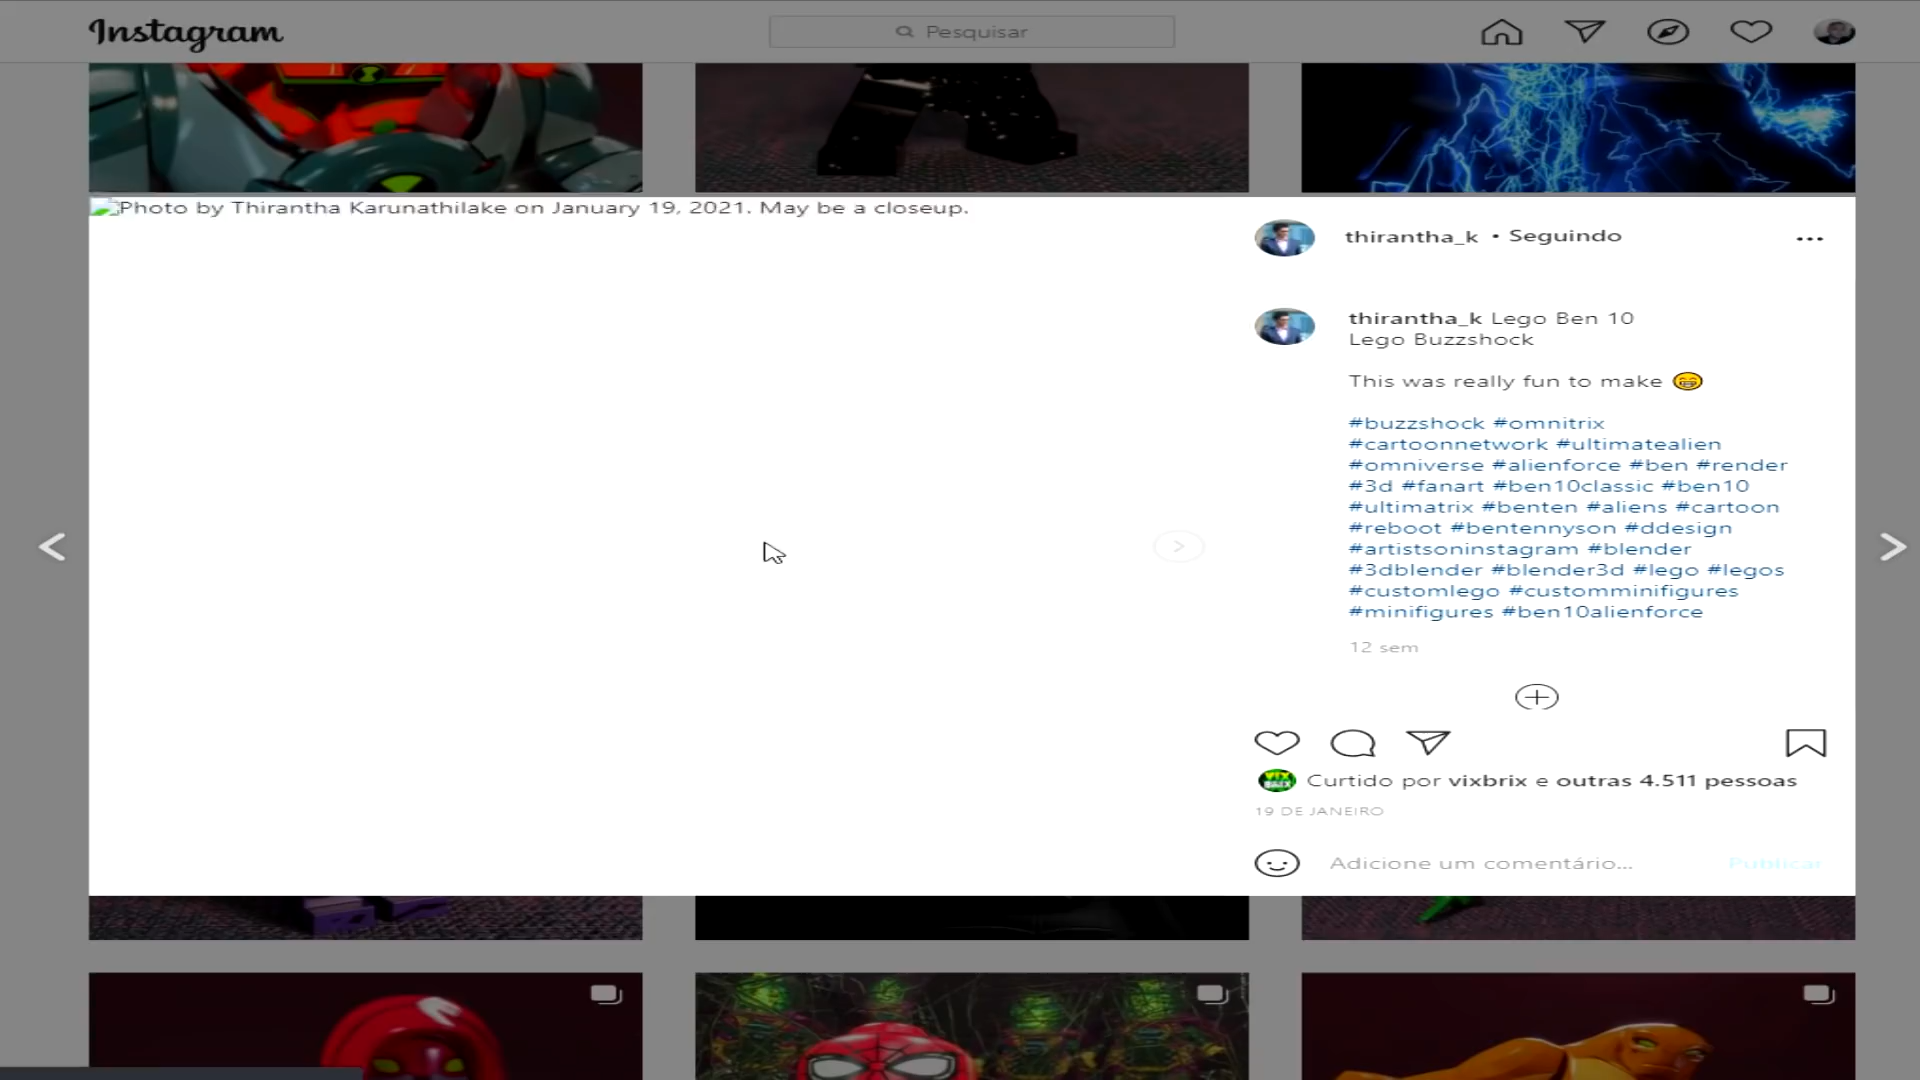 Instagram
Pesquisar
Photo by Thirantha Karunathilake on January 19, 2021. May be a closeup.
thirantha_k • Seguindo
thirantha_k Lego Ben 10
Lego Buzzshock
This was really fun to make 😁
#buzzshock #omnitrix
#cartoonnetwork #ultimatealien
#omniverse #alienforce #ben #render
#3d #fanart #ben10classic #ben10
#ultimatrix #benten #aliens #cartoon
#reboot #bentennyson #ddesign
#artistsoninstagram #blender
#3dblender #blender3d #lego #legos
#customlego #customminifigures
#minifigures #ben10alienforce
12 sem
Curtido por vixbrix e outras 4.511 pessoas
19 DE JANEIRO
Adicione um comentário... Publicar